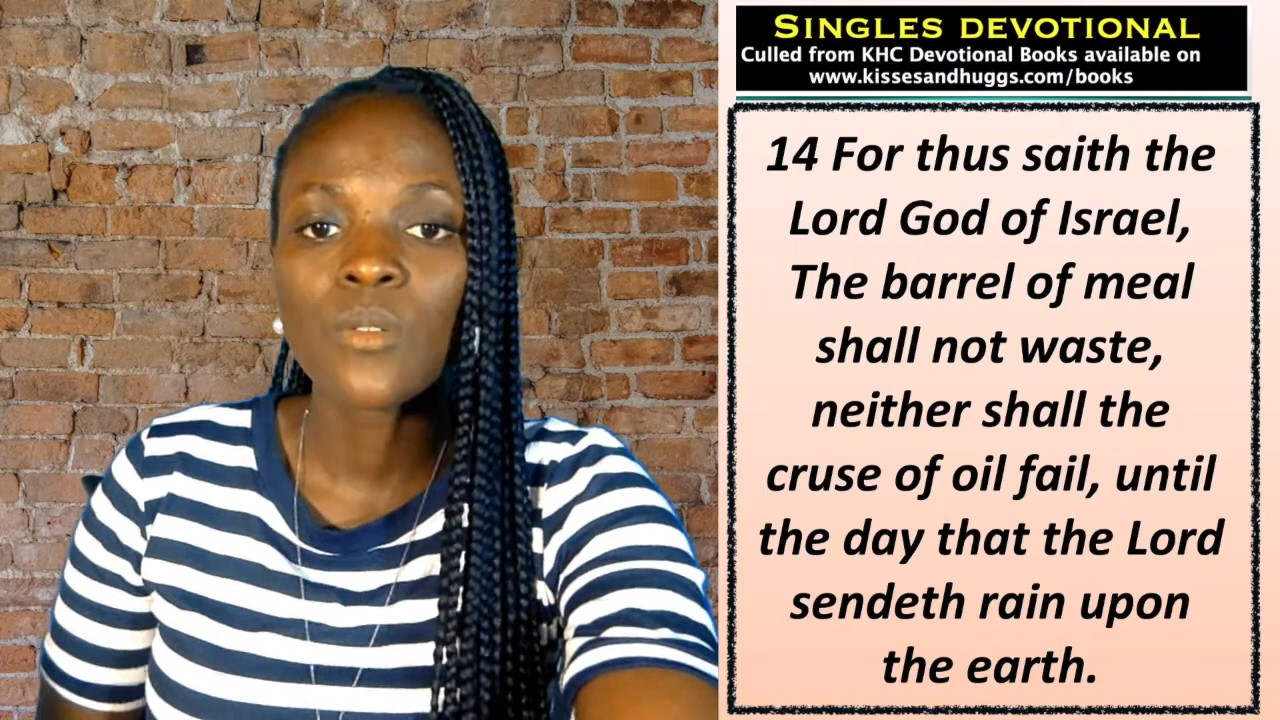 SINGLES DEVOTIONAL
Culled from KHC Devotional Books available on
www.kissesandhuggs.com/books
14 For thus saith the
Lord God of Israel,
The barrel of meal
shall not waste,
neither shall the
cruse of oil fail, until
the day that the Lord
sendeth rain upon
the earth.